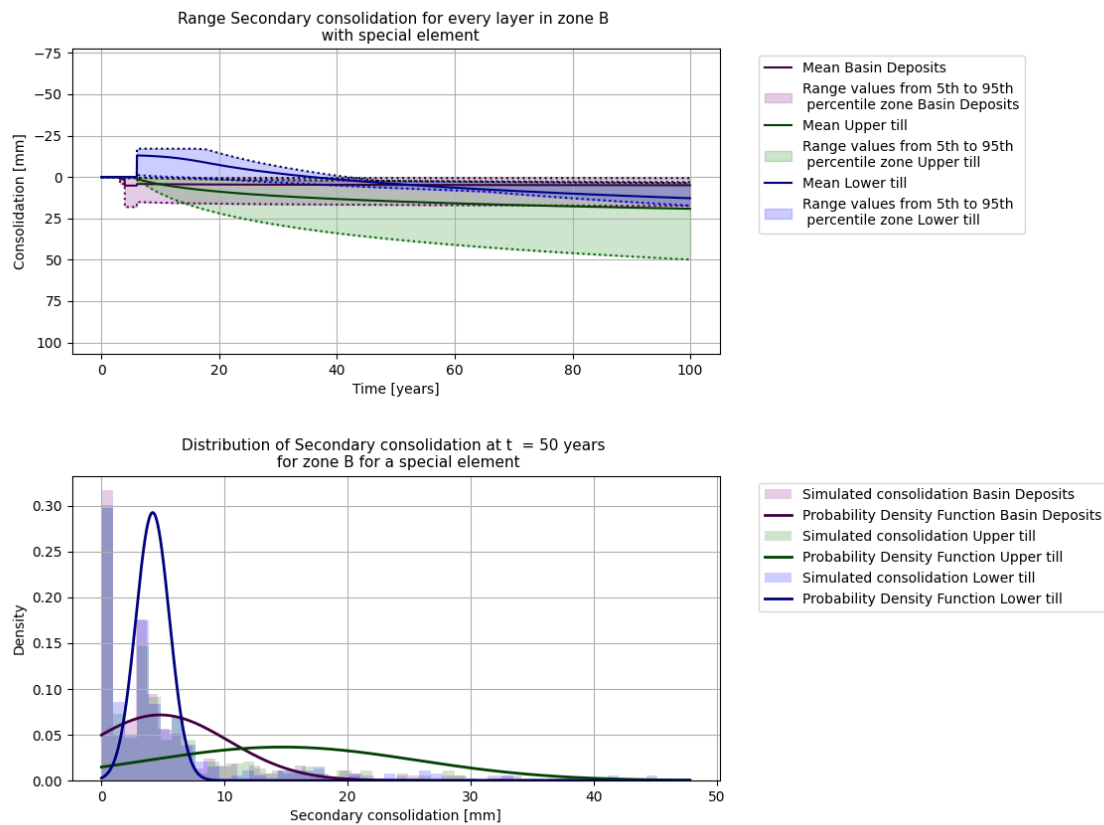 Range Secondary consolidation for every layer in zone B
with special element
−75
−50
−25
0
25
50
75
100
Consolidation [mm]
0
20
40
60
80
100
Time [years]
Mean Basin Deposits
Range values from 5th to 95th
percentile zone Basin Deposits
Mean Upper till
Range values from 5th to 95th
percentile zone Upper till
Mean Lower till
Range values from 5th to 95th
percentile zone Lower till
Distribution of Secondary consolidation at t  = 50 years
for zone B for a special element
0.30
0.25
0.20
0.15
0.10
0.05
0.00
Density
0
10
20
30
40
50
Secondary consolidation [mm]
Simulated consolidation Basin Deposits
Probability Density Function Basin Deposits
Simulated consolidation Upper till
Probability Density Function Upper till
Simulated consolidation Lower till
Probability Density Function Lower till